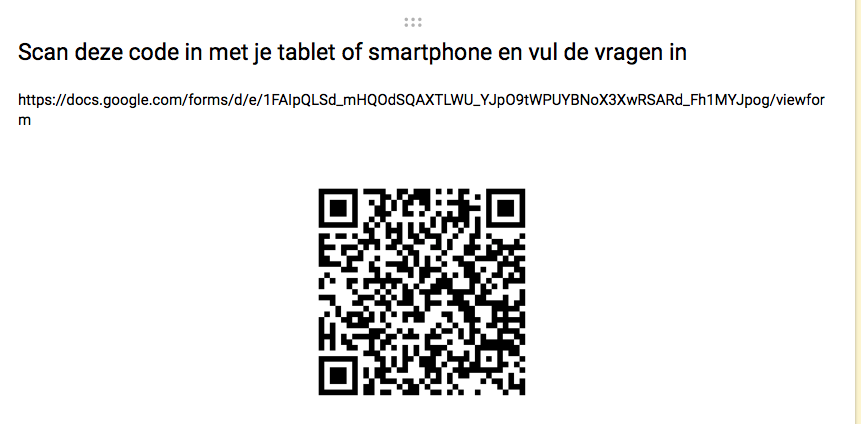 Scan deze code in met je tablet of smartphone en vul de vragen in
https://docs.google.com/forms/d/e/1FAIpQLSd_mHQOdSQAXTLWU_YJpO9tWPUYBNoX3XwRSARd_Fh1MYJpog/viewfor
m